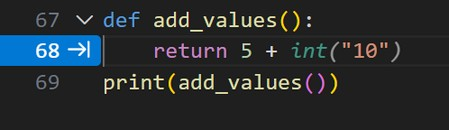 67 def add_values():
68     return 5 + int("10")
69 print(add_values())